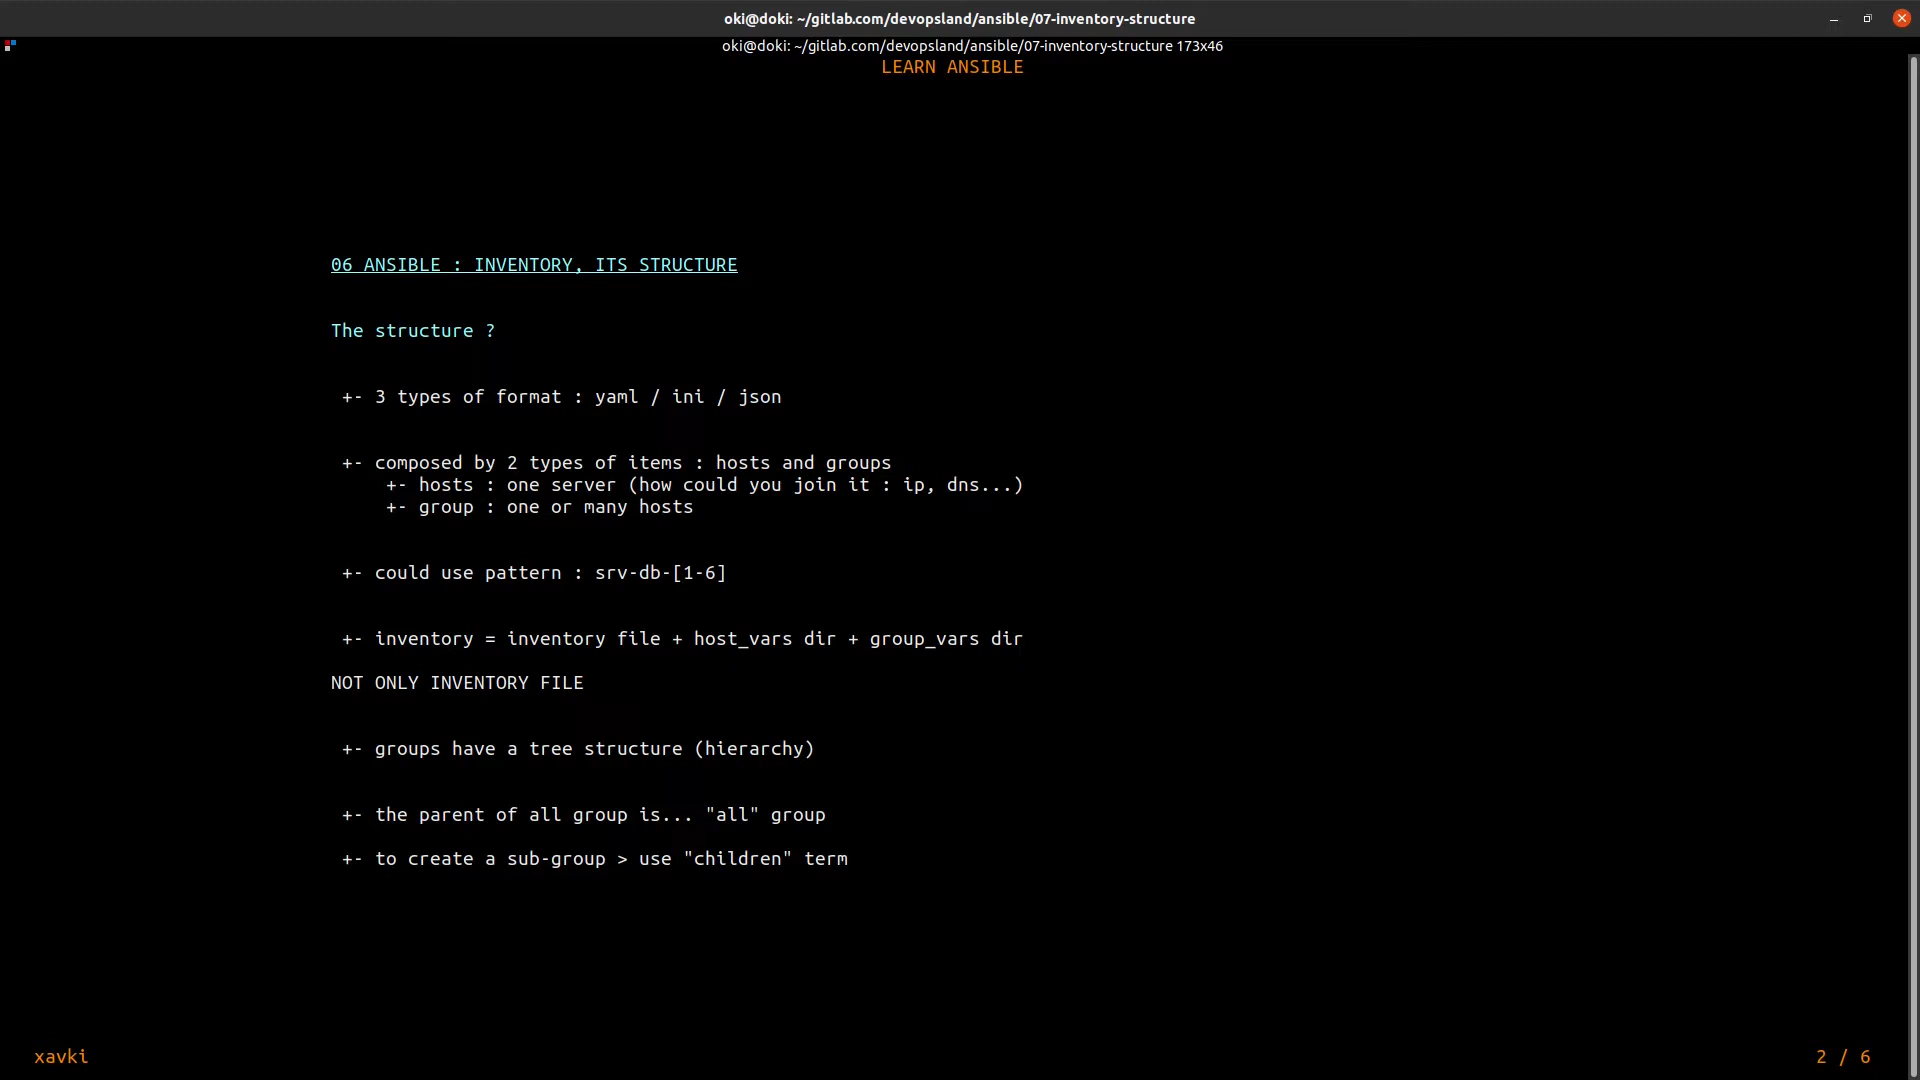 oki@doki: ~/gitlab.com/devopsland/ansible/07-inventory-structure
oki@doki: ~/gitlab.com/devopsland/ansible/07-inventory-structure 173x46
LEARN ANSIBLE
06 ANSIBLE : INVENTORY, ITS STRUCTURE
The structure ?
+- 3 types of format : yaml / ini / json
+- composed by 2 types of items : hosts and groups
+- hosts : one server (how could you join it : ip, dns...)
+- group : one or many hosts
+- could use pattern : srv-db-[1-6]
+- inventory = inventory file + host_vars dir + group_vars dir
NOT ONLY INVENTORY FILE
+- groups have a tree structure (hierarchy)
+- the parent of all group is... "all" group
+- to create a sub-group > use "children" term
xavki
2 / 6